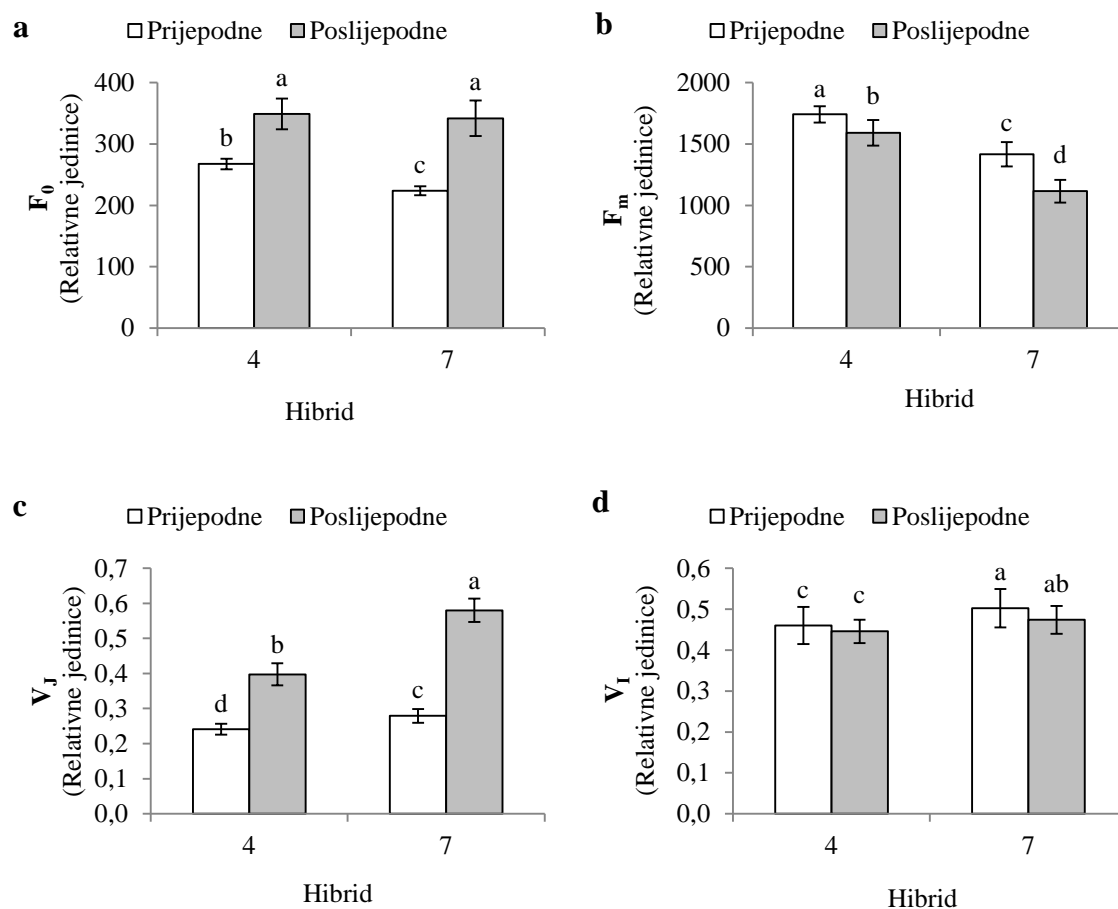 a
Prijepodne Poslijepodne
400
300
200
100
0
F0
(Relativne jedinice)
b
a
c
a
4
7
Hibrid
b
Prijepodne Poslijepodne
2000
1500
1000
500
0
Fm
(Relativne jedinice)
a
b
c
d
4
7
Hibrid
c
Prijepodne Poslijepodne
0,7
0,6
0,5
0,4
0,3
0,2
0,1
0,0
VJ
(Relativne jedinice)
d
b
c
a
4
7
Hibrid
d
Prijepodne Poslijepodne
0,6
0,5
0,4
0,3
0,2
0,1
0,0
VI
(Relativne jedinice)
c
c
a
ab
4
7
Hibrid